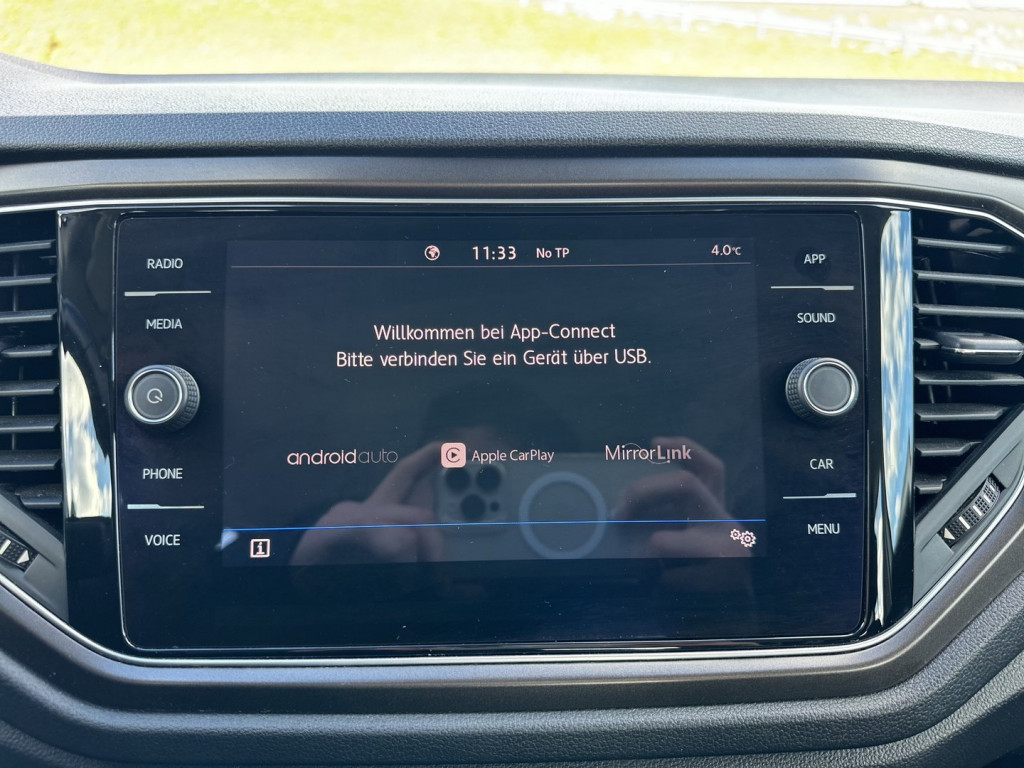 RADIO
MEDIA
PHONE
VOICE
11:33 No TP 4.0°C
Willkommen bei App-Connect
Bitte verbinden Sie ein Gerät über USB.
androidauto Apple CarPlay MirrorLink
i
APP
SOUND
CAR
MENU